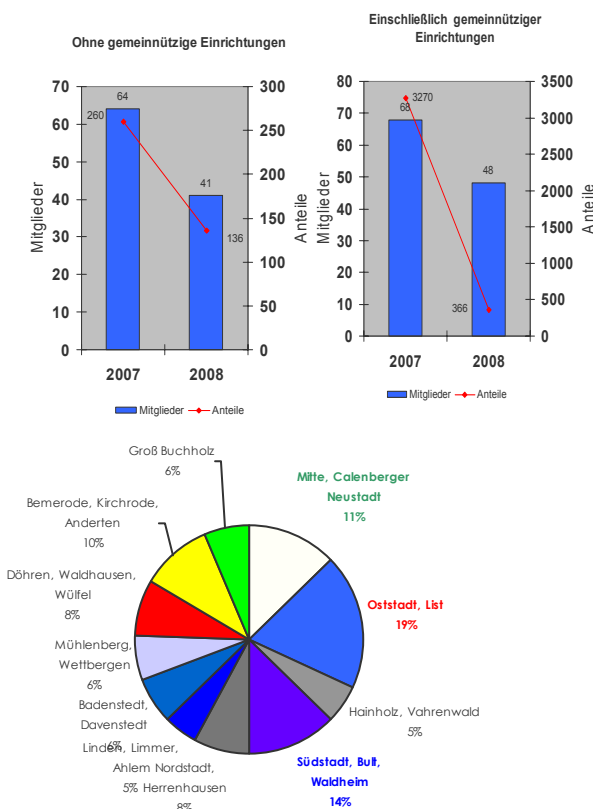 Ohne gemeinnützige Einrichtungen
70
60
50
40
30
20
10
0
Mitglieder
64
260
41
136
300
250
200
150
100
50
0
Anteile
2007
2008
Mitglieder
Anteile
Einschließlich gemeinnütziger
Einrichtungen
80
70
60
50
40
30
20
10
0
Mitglieder
68
3270
48
366
3500
3000
2500
2000
1500
1000
500
0
Anteile
2007
2008
Mitglieder
Anteile
Groß Buchholz
6%
Mitte, Calenberger
Neustadt
11%
Bemerode, Kirchrode,
Anderten
10%
Oststadt, List
19%
Döhren, Waldhausen,
Wülfel
8%
Mühlenberg,
Wettbergen
6%
Hainholz, Vahrenwald
5%
Badenstedt,
Davenstedt
6%
Linden, Limmer,
Ahlem
5%
Nordstadt,
Herrenhausen
8%
Südstadt, Bult,
Waldheim
14%